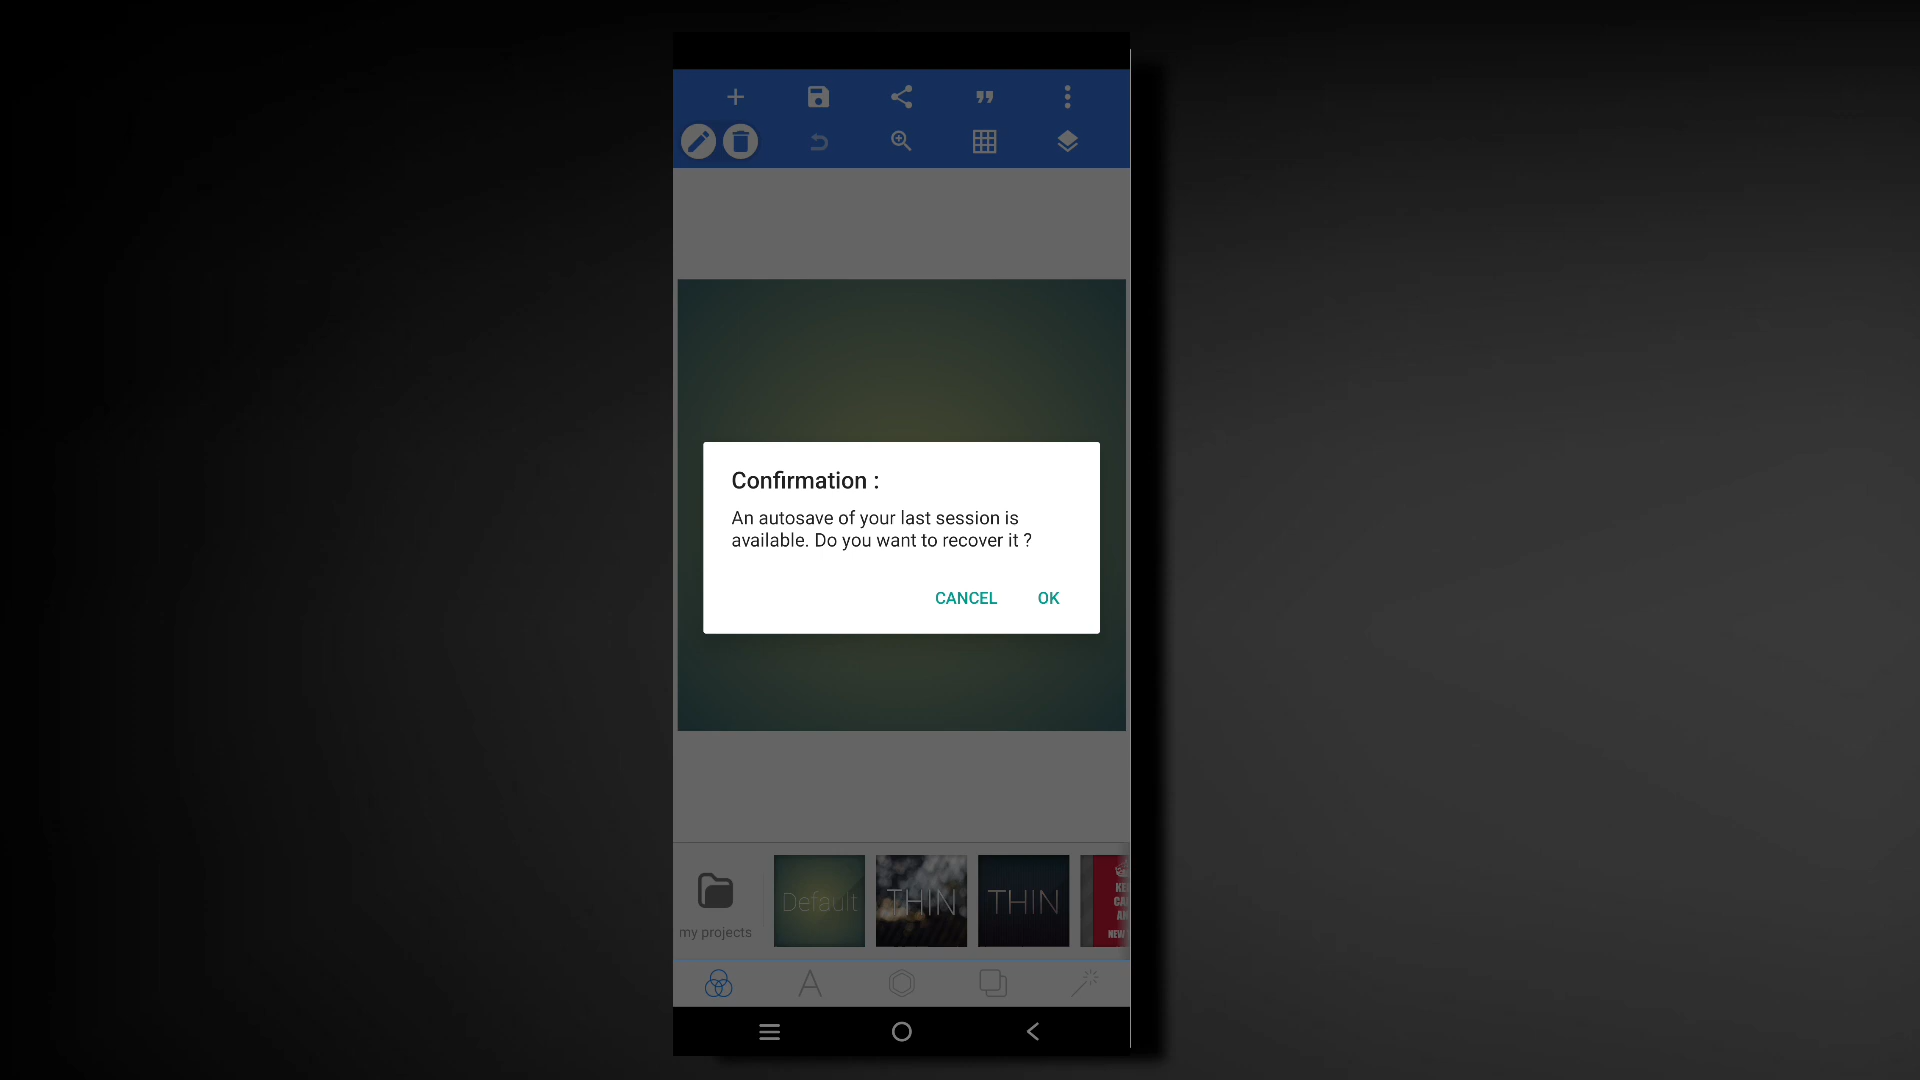 Confirmation :
An autosave of your last session is
available. Do you want to recover it ?
CANCEL OK
my projects
Default
THIN
THIN
NEW